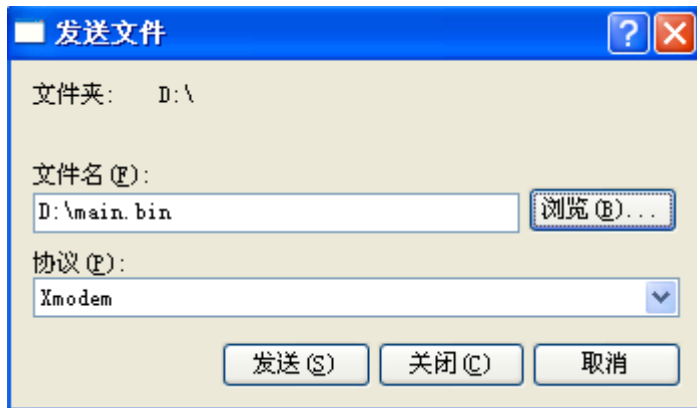 发送文件
文件夹: D:\
文件名(F):
D:\main.bin
浏览(B)...
协议(P):
Xmodem
发送(S) 关闭(C) 取消